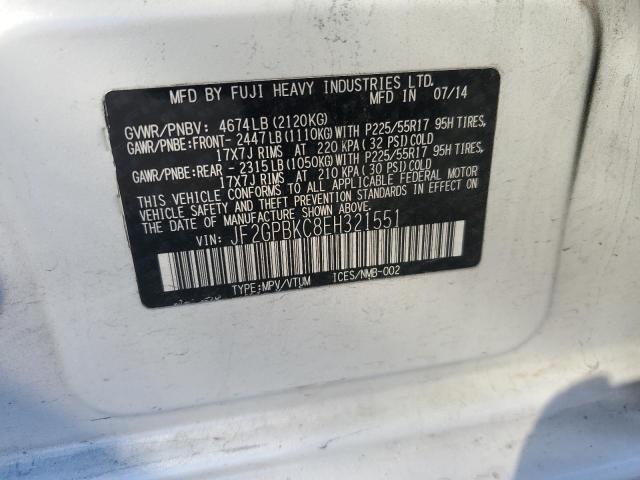 MFD BY FUJI HEAVY INDUSTRIES LTD.
MFD IN 07/14
GVWR/PNBV: 4674LB(2120KG)
GAWR/PNBE:FRONT- 2447LB(1110KG)WITH P225/55R17 95H TIRES,
17X7J RIMS AT 220 KPA(32 PSI)COLD
GAWR/PNBE:REAR - 2315LB(1050KG)WITH P225/55R17 95H TIRES,
17X7J RIMS AT 210 KPA(30 PSI)COLD
THIS VEHICLE CONFORMS TO ALL APPLICABLE FEDERAL MOTOR
VEHICLE SAFETY AND THEFT PREVENTION STANDARDS IN EFFECT ON
THE DATE OF MANUFACTURE SHOWN ABOVE.
VIN: JF2GPBKC8EH321551
TYPE:MPV/VTUM ICES/NMB-002